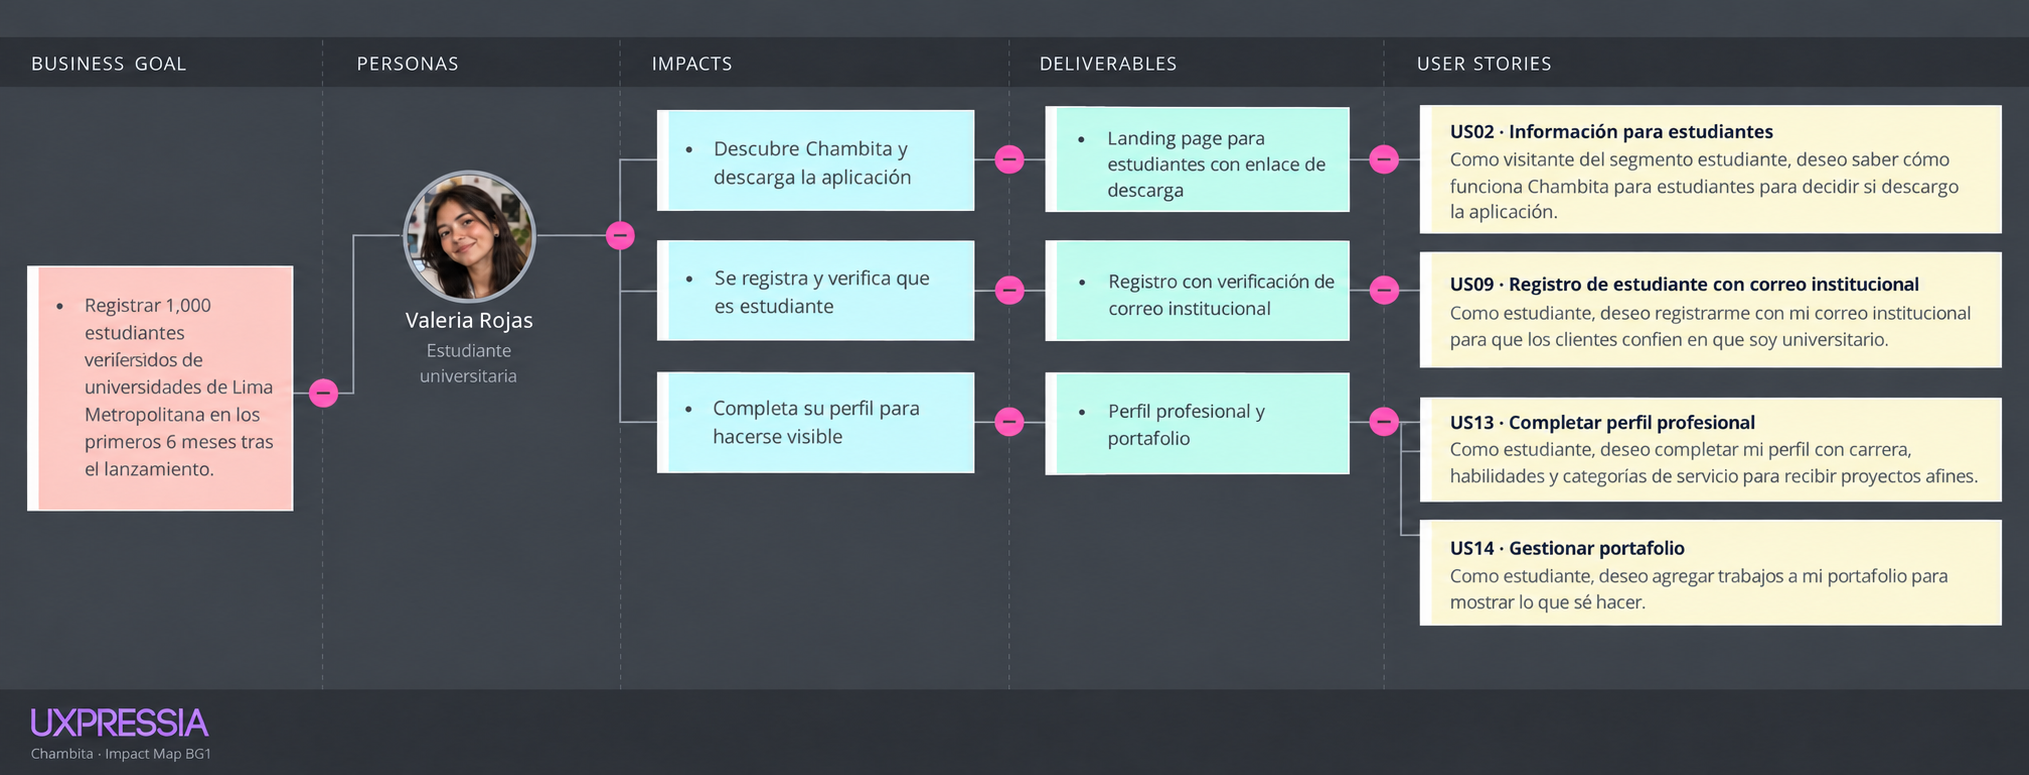 BUSINESS GOAL
PERSONAS
IMPACTS
DELIVERABLES
USER STORIES
• Registrar 1,000
estudiantes
de
universidades de Lima
Metropolitana en los
primeros 6 meses tras
el lanzamiento.
Valeria Rojas
Estudiante
universitaria
• Descubre Chambita y
descarga la aplicación
• Se registra y verifica que
es estudiante
• Completa su perfil para
hacerse visible
• Landing page para
estudiantes con enlace de
descarga
• Registro con verificación de
correo institucional
• Perfil profesional y
portafolio
US02 · Información para estudiantes
Como visitante del segmento estudiante, deseo saber cómo
funciona Chambita para estudiantes para decidir si descargo
la aplicación.
US09 · Registro de estudiante con correo institucional
Como estudiante, deseo registrarme con mi correo institucional
para que los clientes confien en que soy universitario.
US13 · Completar perfil profesional
Como estudiante, deseo completar mi perfil con carrera,
habilidades y categorías de servicio para recibir proyectos afines.
US14 · Gestionar portafolio
Como estudiante, deseo agregar trabajos a mi portafolio para
mostrar lo que sé hacer.
UXPRESSIA
Chambita · Impact Map BG1